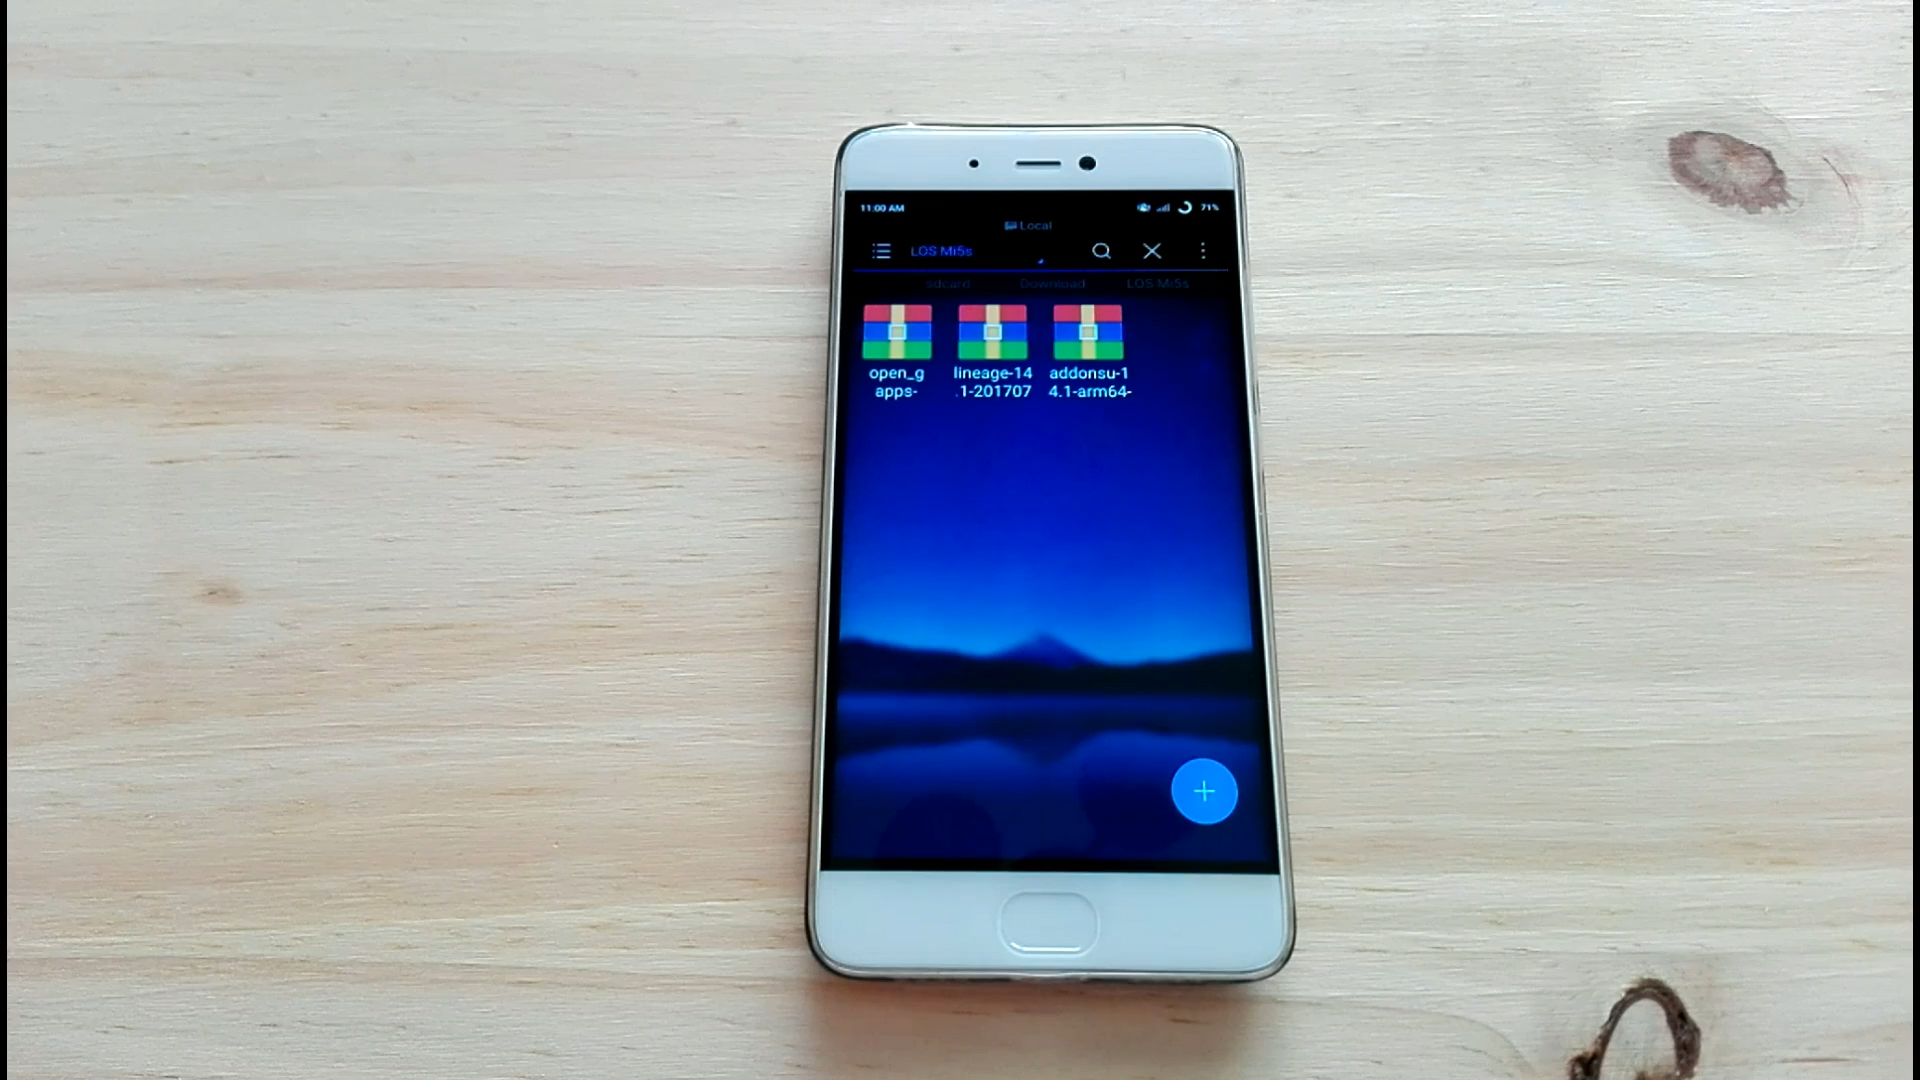 11:00 AM 71%
Local
LOS Mi5s
sdcard Download LOS Mi5s
open_g
apps-
lineage-14
.1-201707
addonsu-1
4.1-arm64-